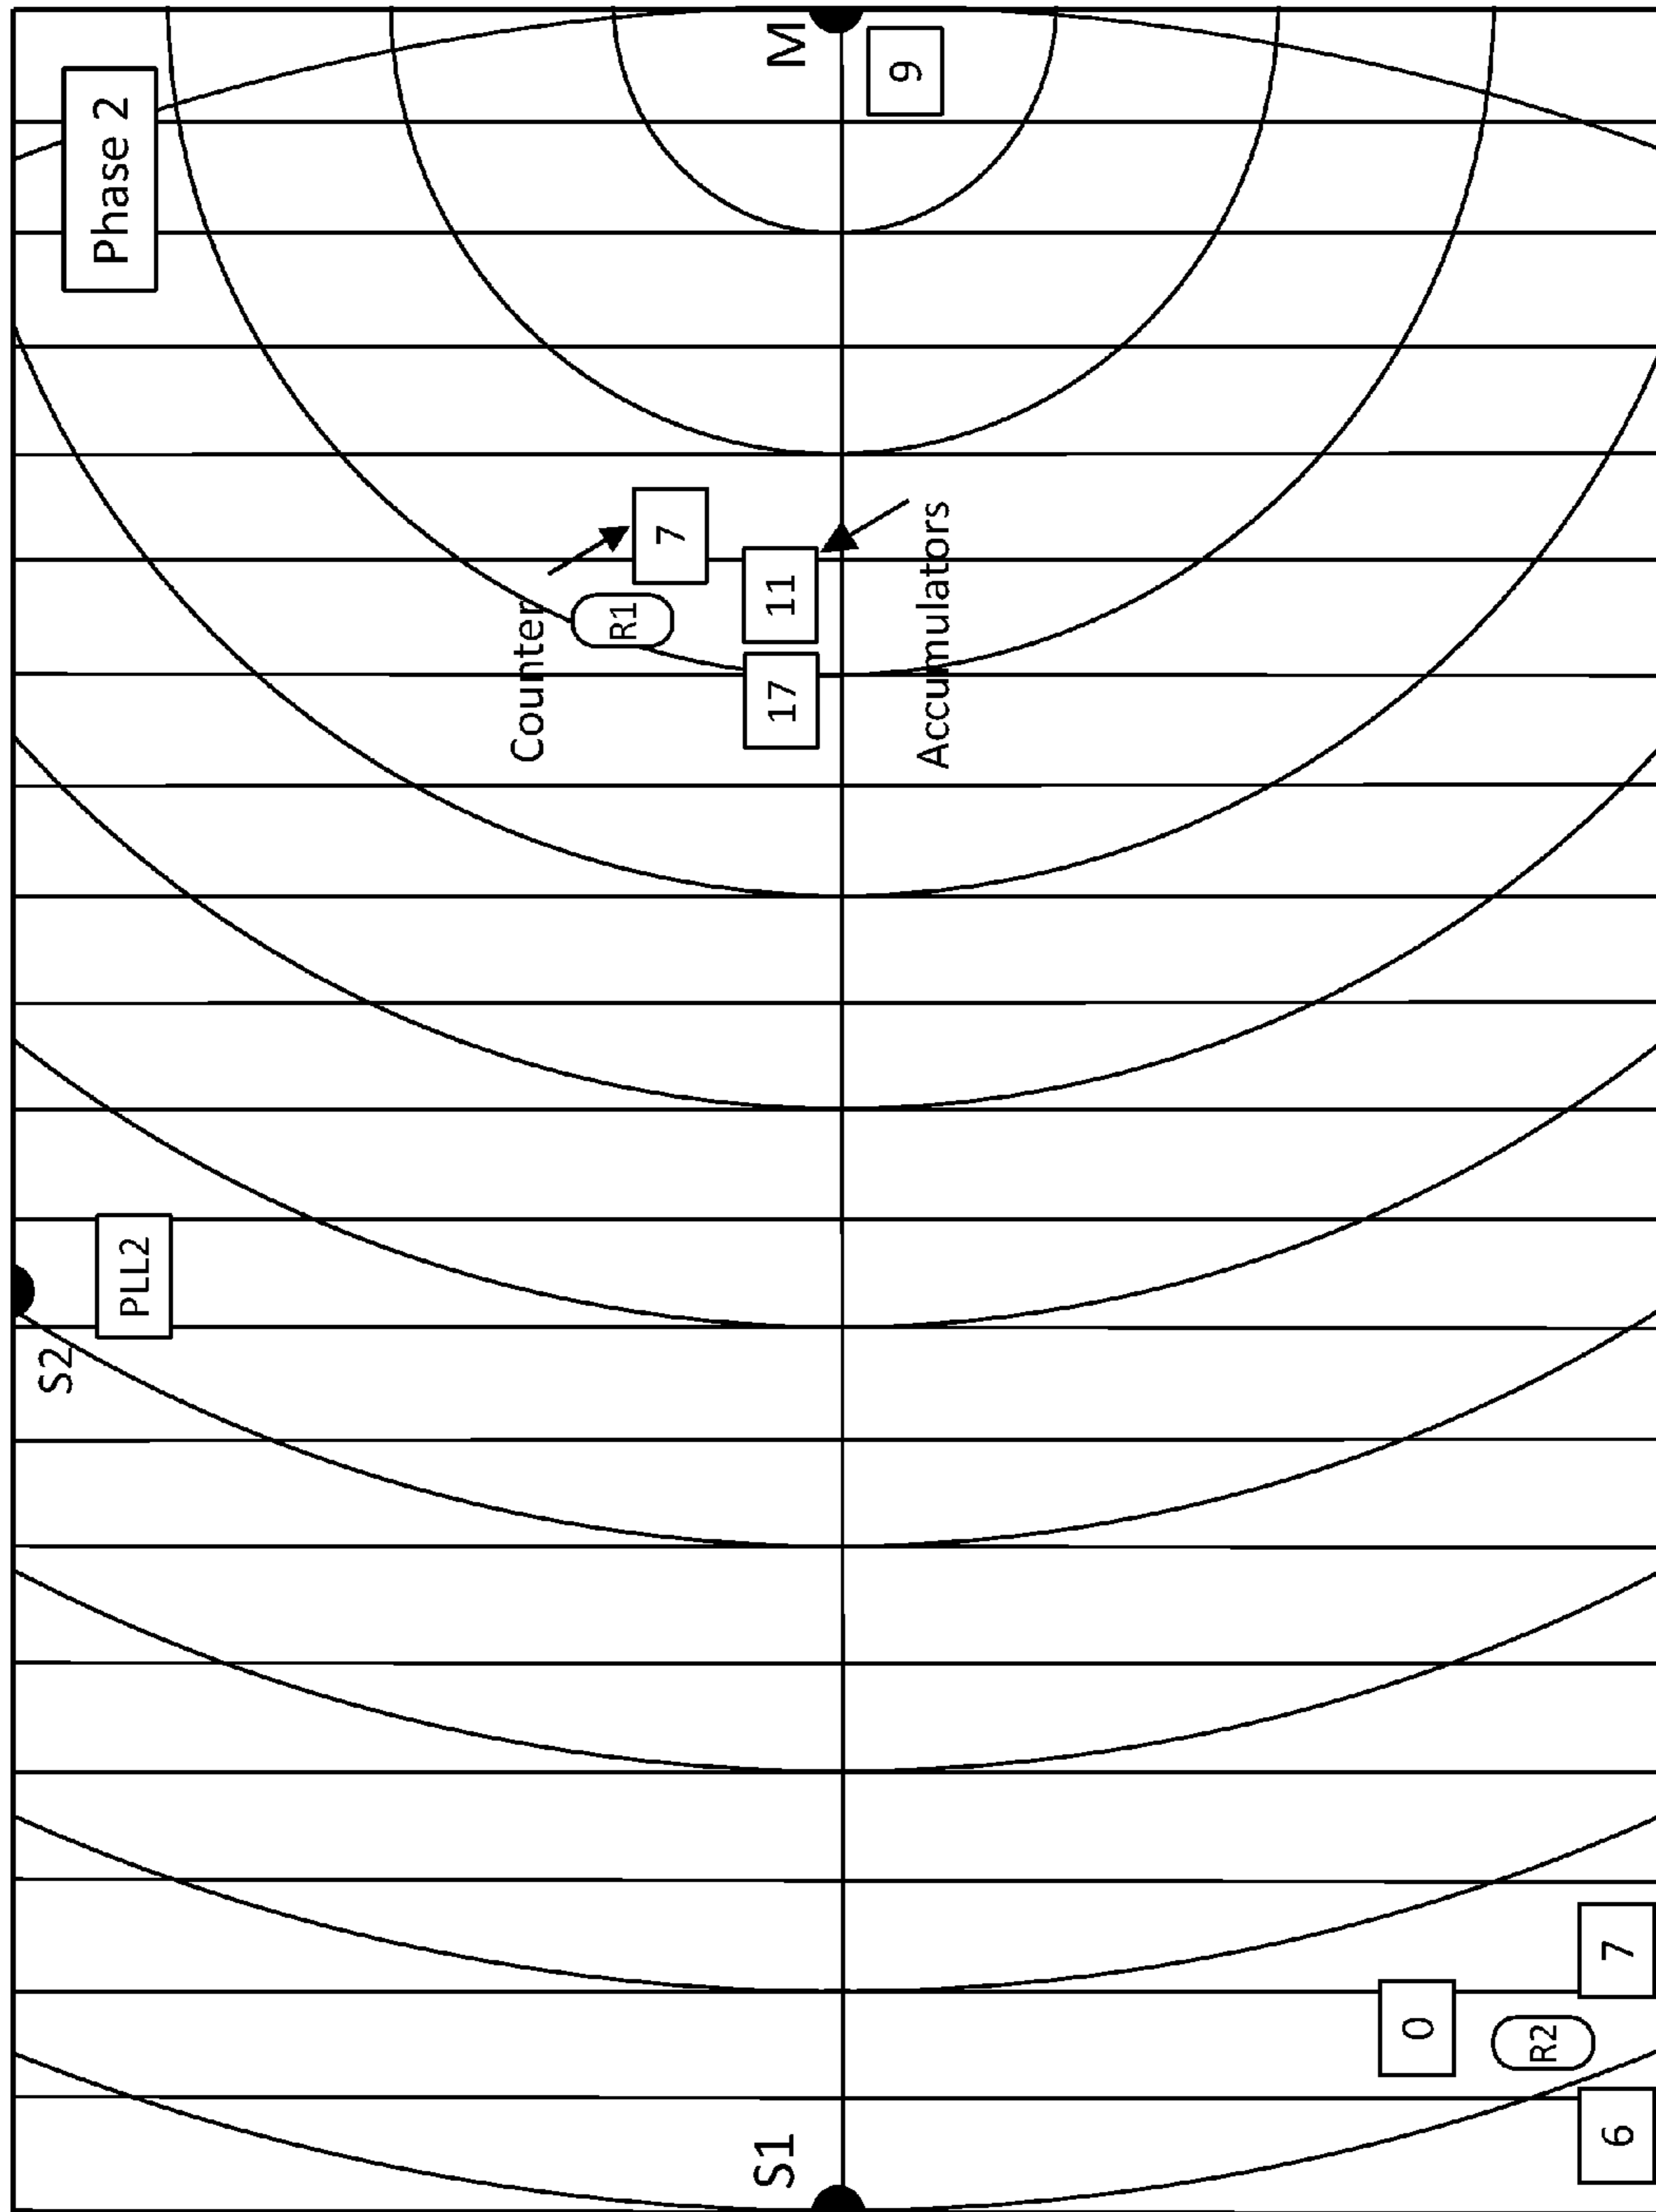 S2
PLL2
Phase 2
Counter
R1
7
S1
17
11
M
9
Accumulators
0
R2
6
7